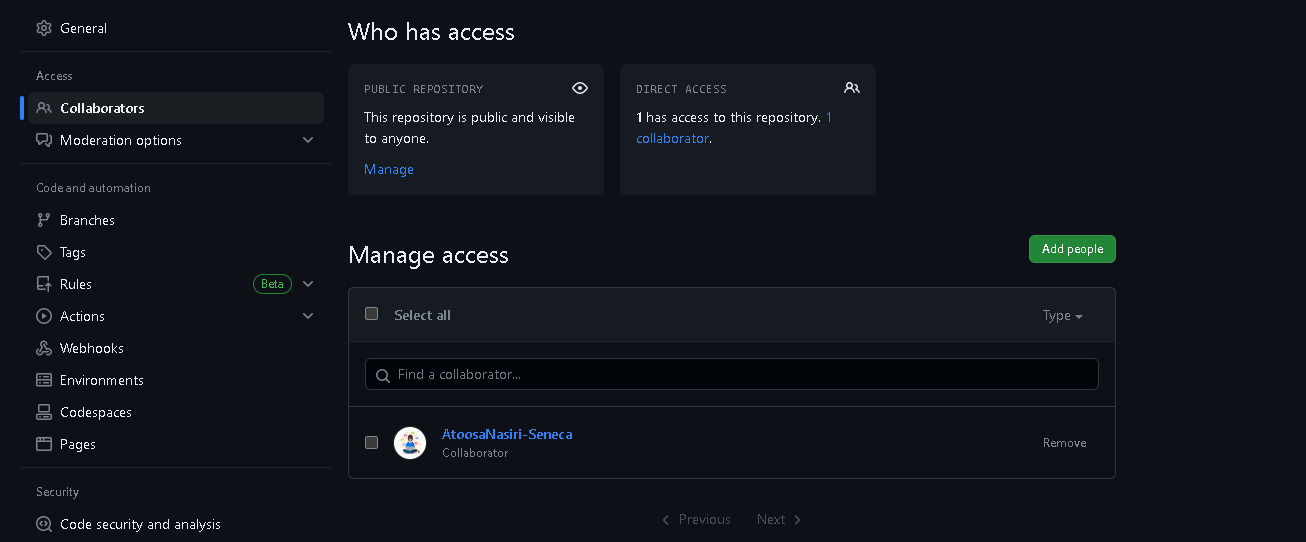 General
Access
Collaborators
Moderation options
Code and automation
Branches
Tags
Rules Beta
Actions
Webhooks
Environments
Codespaces
Pages
Security
Code security and analysis
Who has access
PUBLIC REPOSITORY
This repository is public and visible
to anyone.
Manage
DIRECT ACCESS
1 has access to this repository. 1
collaborator.
Manage access
Add people
Select all Type
Find a collaborator...
AtoosaNasiri-Seneca
Collaborator
Remove
Previous Next